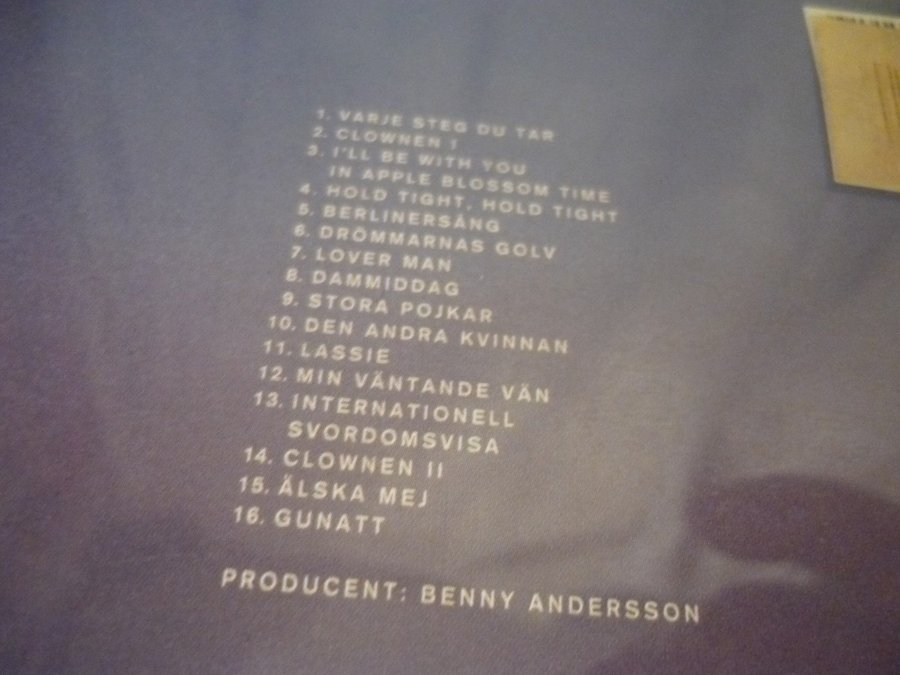 1. VARJE STEG DU TAR
2. CLOWNEN I
3. I'LL BE WITH YOU
IN APPLE BLOSSOM TIME
4. HOLD TIGHT, HOLD TIGHT
5. BERLINERSÅNG
6. DRÖMMARNAS GOLV
7. LOVER MAN
8. DAMMIDDAG
9. STORA POJKAR
10. DEN ANDRA KVINNAN
11. LASSIE
12. MIN VÄNTANDE VÄN
13. INTERNATIONELL
SVORDOMSVISA
14. CLOWNEN II
15. ÄLSKA MEJ
16. GUNATT
PRODUCENT: BENNY ANDERSSON